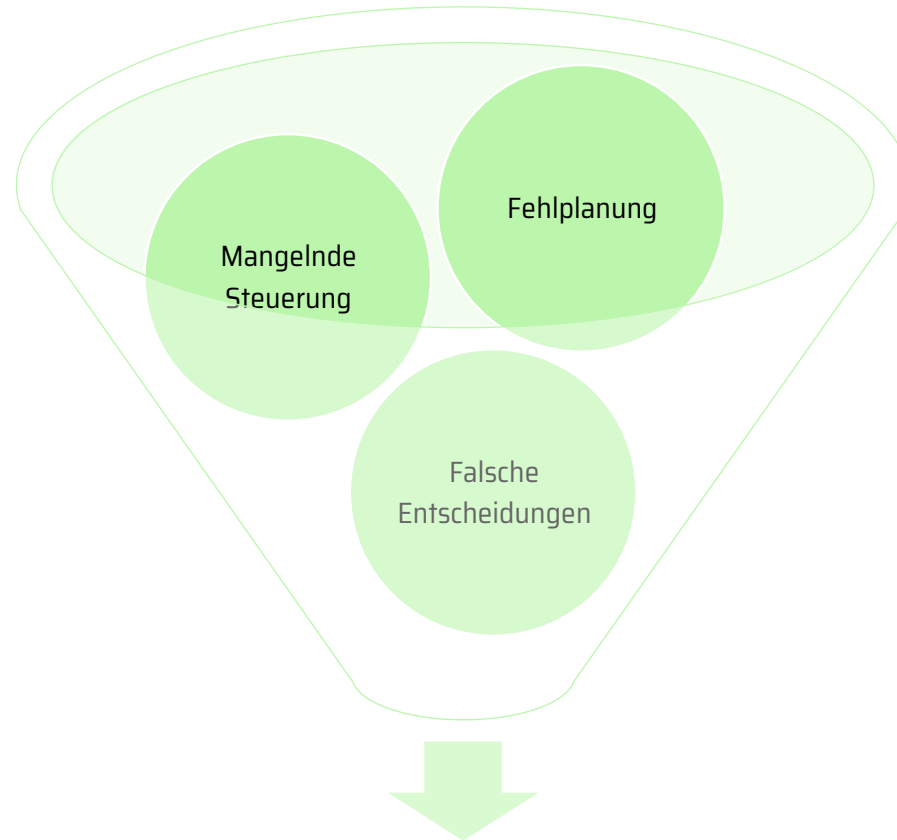 Fehlplanung
Mangelnde
Steuerung
Falsche
Entscheidungen